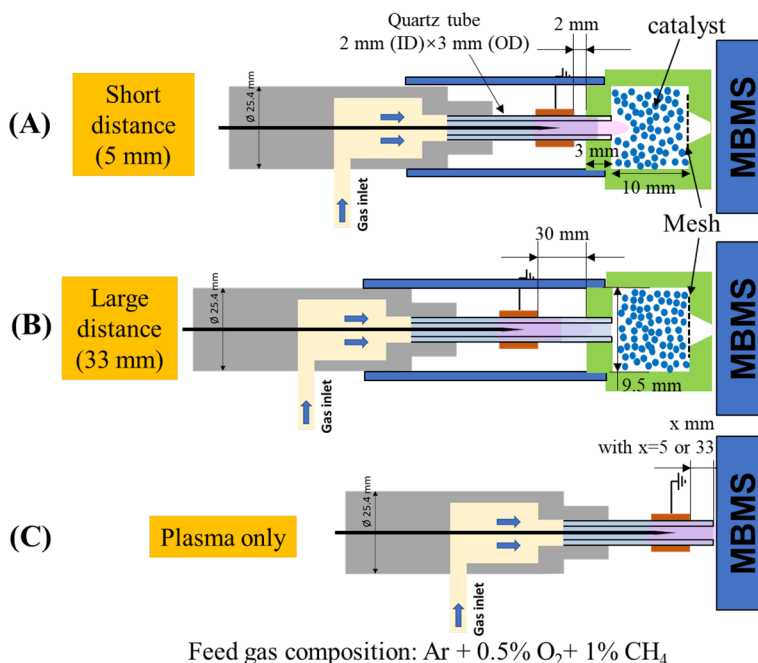 Quartz tube
2 mm (ID)×3 mm (OD)
2 mm
catalyst
(A)
Short
distance
(5 mm)
Ø 25.4 mm
Gas inlet
3 mm
10 mm
MBMS
Mesh
30 mm
(B)
Large
distance
(33 mm)
Ø 25.4 mm
Gas inlet
9.5 mm
MBMS
x mm
with x=5 or 33
(C)
Plasma only
Ø 25.4 mm
Gas inlet
MBMS
Feed gas composition: Ar + 0.5% O₂+ 1% CH₄